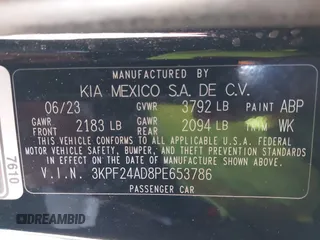 MANUFACTURED BY
KIA MEXICO S.A. DE C.V.
06/23 GVWR 3792 LB PAINT ABP
GAWR FRONT 2183 LB GAWR 2094 LB TRIM WK
THIS VEHICLE CONFORMS TO ALL APPLICABLE U.S. FEDERAL
MOTOR VEHICLE SAFETY, BUMPER, AND THEFT PREVENTION
STANDARDS IN EFFECT ON THE DATE OF MANUFACTURE
SHOWN ABOVE.
V.I.N. 3KPF24AD8PE653786
PASSENGER CAR
7610
AUTOBIDMASTER